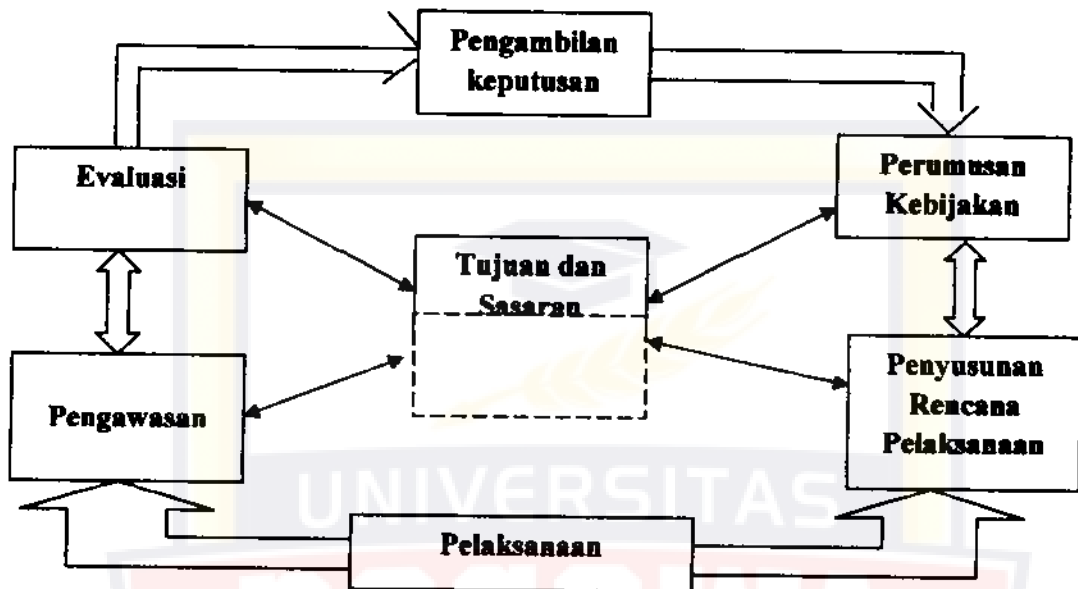 Pengambilan
keputusan
Evaluasi
Perumusan
Kebijakan
Tujuan dan
Sasaran
Pengawasan
Penyusunan
Rencana
Pelaksanaan
UNIVERSITAS
Pelaksanaan